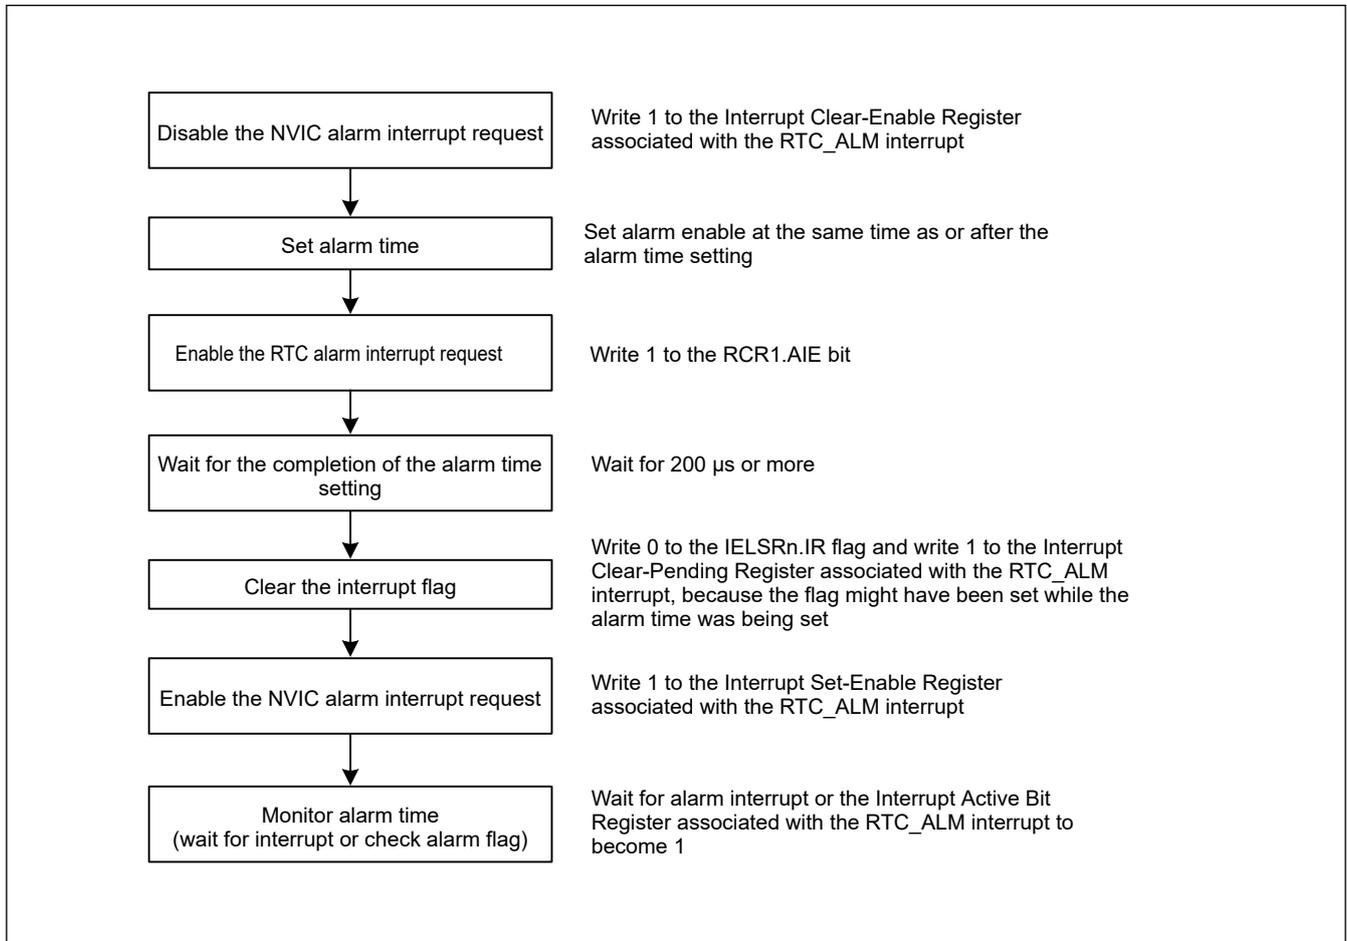 Disable the NVIC alarm interrupt request
Write 1 to the Interrupt Clear-Enable Register
associated with the RTC_ALM interrupt
Set alarm time
Set alarm enable at the same time as or after the
alarm time setting
Enable the RTC alarm interrupt request
Write 1 to the RCR1.AIE bit
Wait for the completion of the alarm time
setting
Wait for 200 µs or more
Clear the interrupt flag
Write 0 to the IELSRn.IR flag and write 1 to the Interrupt
Clear-Pending Register associated with the RTC_ALM
interrupt, because the flag might have been set while the
alarm time was being set
Enable the NVIC alarm interrupt request
Write 1 to the Interrupt Set-Enable Register
associated with the RTC_ALM interrupt
Monitor alarm time
(wait for interrupt or check alarm flag)
Wait for alarm interrupt or the Interrupt Active Bit
Register associated with the RTC_ALM interrupt to
become 1